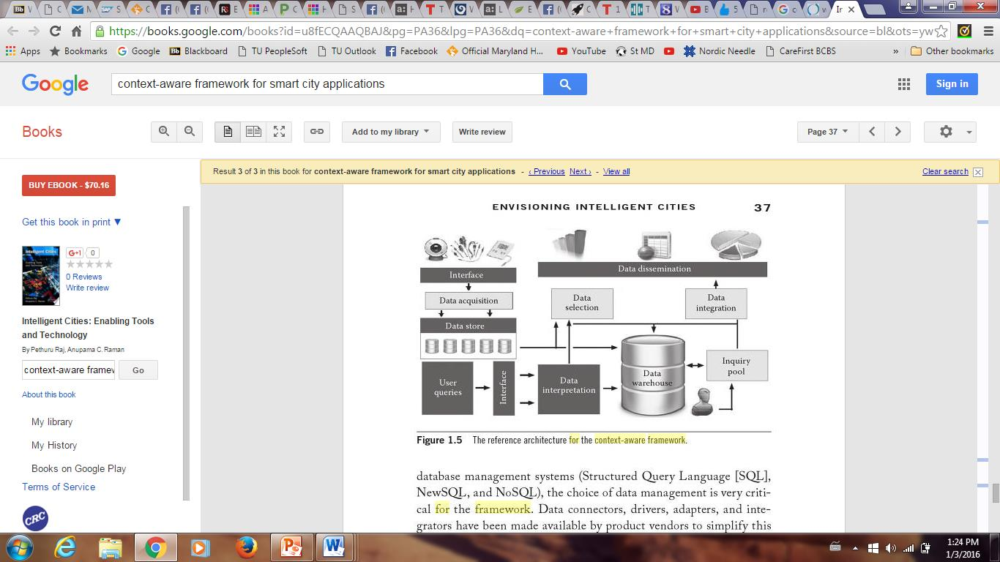 https://books.google.com/books?id=u8fECQAAQBAJ&pg=PA36&lpg=PA36&dq=context-aware+framework+for+smart+city+applications&source=bl&ots=yw
Apps Bookmarks Google Blackboard TU PeopleSoft TU Outlook Facebook Official Maryland H... YouTube St MD Nordic Needle CareFirst BCBS » Other bookmarks
Google context-aware framework for smart city applications Sign in
Books Add to my library Write review Page 37
Result 3 of 3 in this book for context-aware framework for smart city applications - ‹ Previous Next › - View all Clear search
BUY EBOOK - $70.16
Get this book in print ▼
G+1 0
0 Reviews
Write review
Intelligent Cities: Enabling Tools
and Technology
By Pethuru Raj, Anupama C. Raman
context-aware framew Go
About this book
My library
My History
Books on Google Play
Terms of Service
CRC
ENVISIONING INTELLIGENT CITIES 37
Interface
Data acquisition
Data store
User
queries
Interface
Data
interpretation
Data dissemination
Data
selection
Data
integration
Data
warehouse
Inquiry
pool
Figure 1.5 The reference architecture for the context-aware framework.
database management systems (Structured Query Language [SQL],
NewSQL, and NoSQL), the choice of data management is very criti-
cal for the framework. Data connectors, drivers, adapters, and inte-
grators have been made available by product vendors to simplify this
1:24 PM
1/3/2016